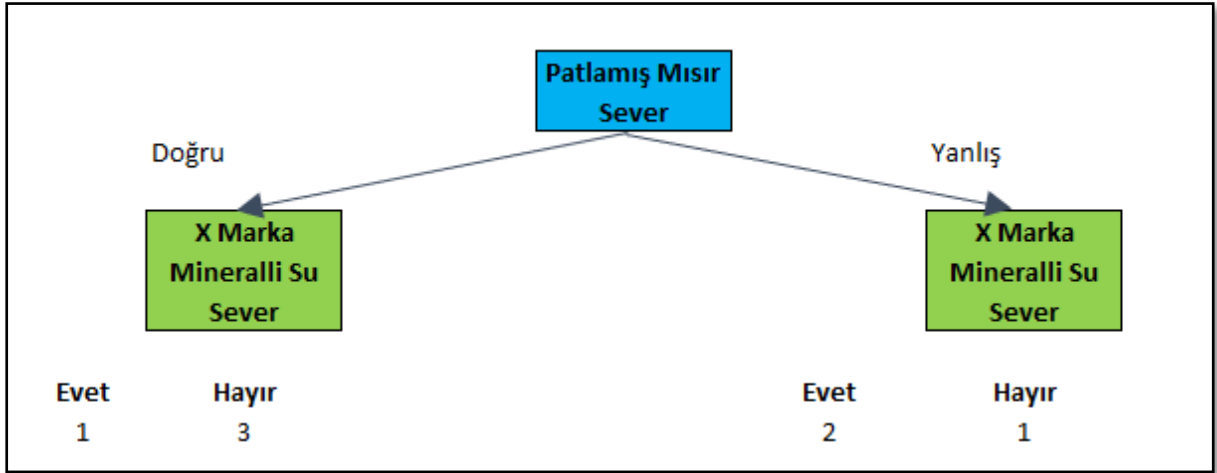 Patlamış Mısır
Sever
Doğru
Yanlış
X Marka
Mineralli Su
Sever
X Marka
Mineralli Su
Sever
Evet Hayır
1 3
Evet Hayır
2 1